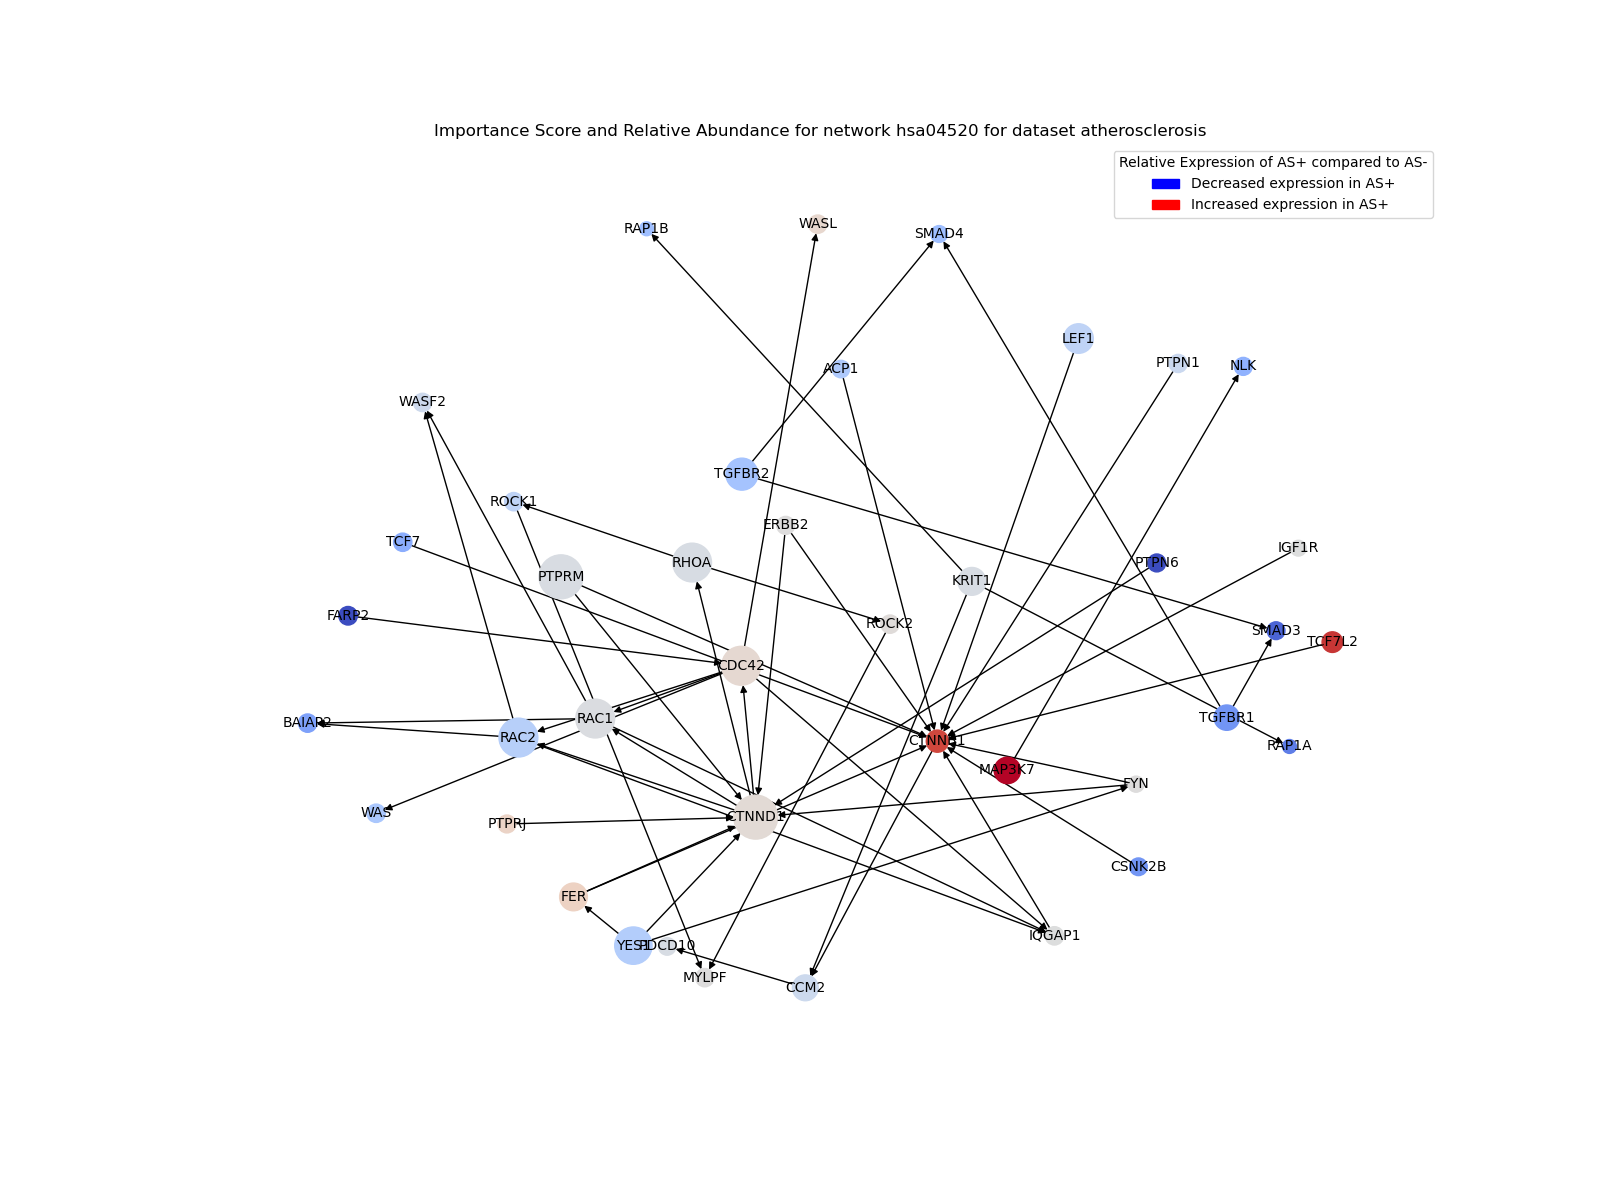 Importance Score and Relative Abundance for network hsa04520 for dataset atherosclerosis
Relative Expression of AS+ compared to AS-
Decreased expression in AS+
Increased expression in AS+
RAP1B
WASL
SMAD4
LEF1
PTPN1
NLK
ACP1
WASF2
TGFBR2
ROCK1
ERBB2
TCF7
IGF1R
RHOA
PTPN6
PTPRM
KRIT1
FARP2
ROCK2
SMAD3
TCF7L2
CDC42
RAC1
TGFBR1
BAIAP2
RAC2
CTNNB1
RAP1A
MAP3K7
FYN
WAS
CTNND1
PTPRJ
CSNK2B
FER
IQGAP1
YES1
PDCD10
MYLPF
CCM2